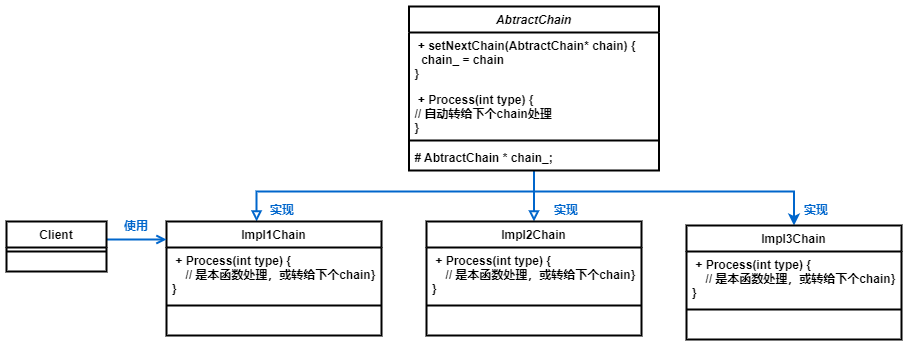 AbtractChain
+ setNextChain(AbtractChain* chain) {
chain_ = chain
}
+ Process(int type) {
// 自动转给下个chain处理
}
# AbtractChain * chain_;
实现
实现
实现
使用
Client
Impl1Chain
+ Process(int type) {
// 是本函数处理，或转给下个chain}
}
Impl2Chain
+ Process(int type) {
// 是本函数处理，或转给下个chain}
}
Impl3Chain
+ Process(int type) {
// 是本函数处理，或转给下个chain}
}